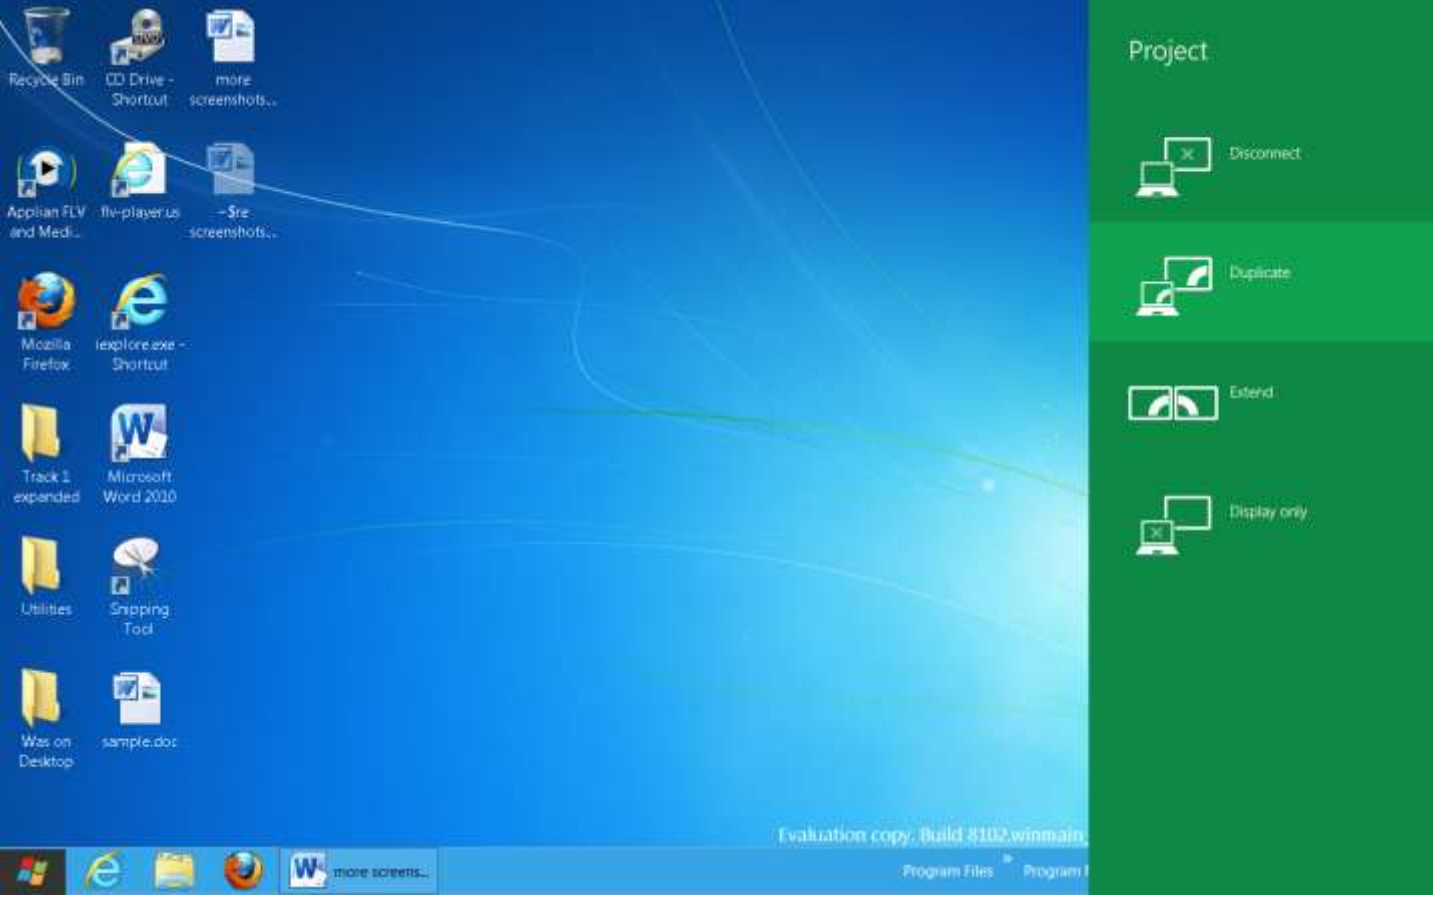 Recycle Bin
CD Drive -
Shortcut
more
screenshots...
Applian FLV
and Medi...
flv-player.us
~$re
screenshots...
Mozilla
Firefox
iexplore.exe -
Shortcut
Track 1
expanded
Microsoft
Word 2010
Utilities
Snipping
Tool
Was on
Desktop
sample.doc
Project
Disconnect
Duplicate
Extend
Display only
Evaluation copy. Build 8102.winmain
more screens...
Program Files
Program